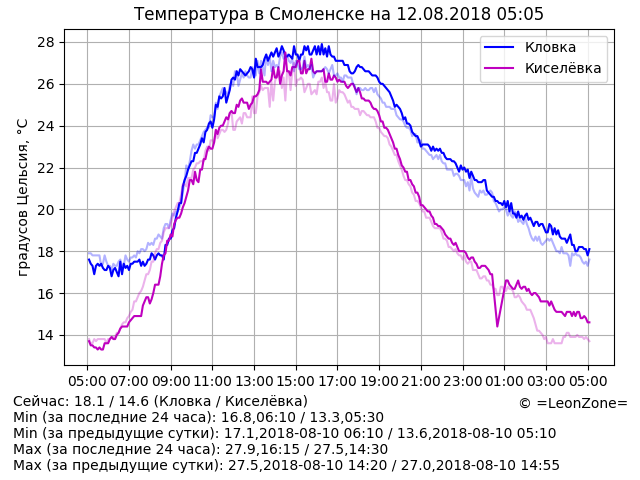 Температура в Смоленске на 12.08.2018 05:05
градусов Цельсия, °C
28
26
24
22
20
18
16
14
Кловка
Киселёвка
05:00 07:00 09:00 11:00 13:00 15:00 17:00 19:00 21:00 23:00 01:00 03:00 05:00
Сейчас: 18.1 / 14.6 (Кловка / Киселёвка)
© =LeonZone=
Min (за последние 24 часа): 16.8,06:10 / 13.3,05:30
Min (за предыдущие сутки): 17.1,2018-08-10 06:10 / 13.6,2018-08-10 05:10
Max (за последние 24 часа): 27.9,16:15 / 27.5,14:30
Max (за предыдущие сутки): 27.5,2018-08-10 14:20 / 27.0,2018-08-10 14:55